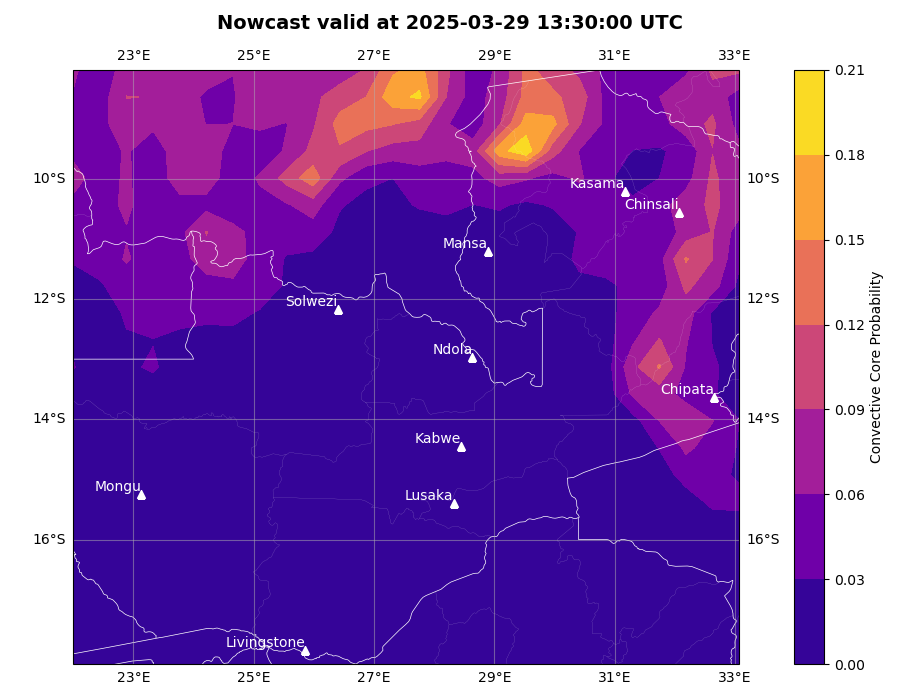 Nowcast valid at 2025-03-29 13:30:00 UTC
23°E 25°E 27°E 29°E 31°E 33°E
0.21
0.18
10°S Kasama 10°S
Chinsali
0.15
Mansa
12°S Solwezi 12°S
0.12
Ndola
Chipata
0.09
14°S 14°S
Kabwe
Mongu Lusaka
0.06
16°S 16°S
0.03
Livingstone
0.00
23°E 25°E 27°E 29°E 31°E 33°E
Convective Core Probability